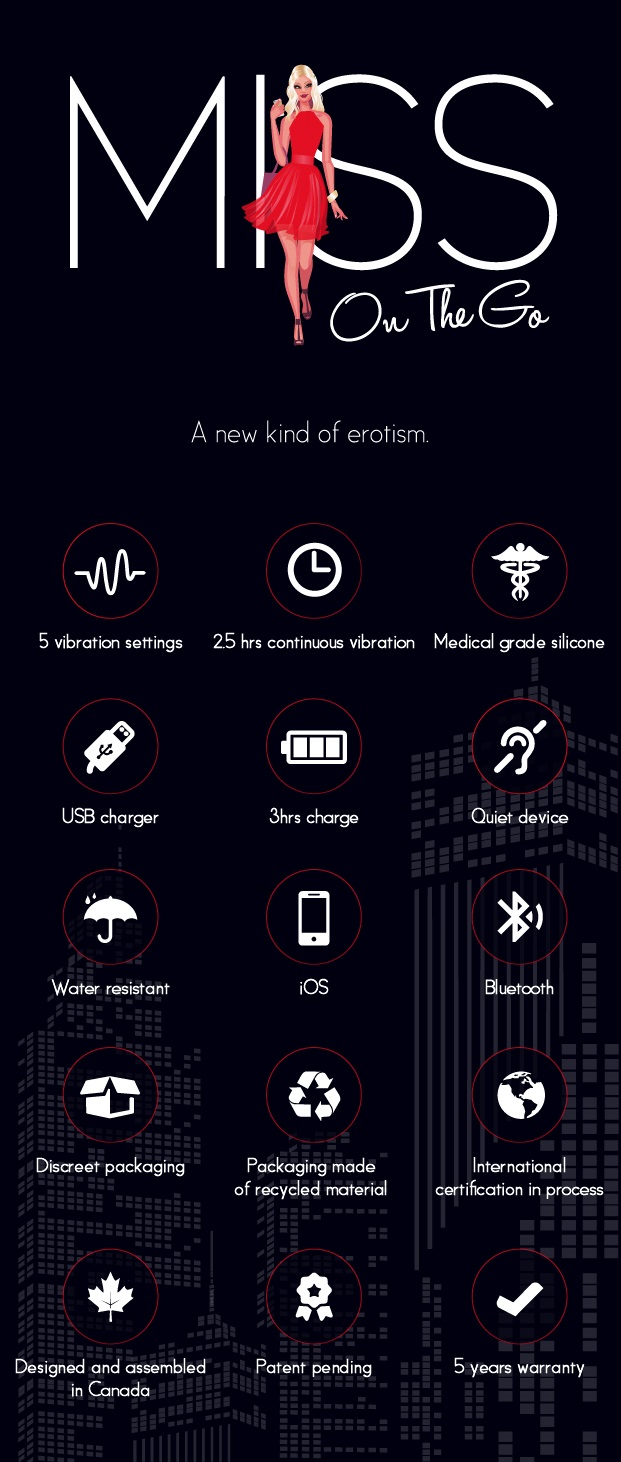 MISS
On The Go
A new kind of erotism.
5 vibration settings
2.5 hrs continuous vibration
Medical grade silicone
USB charger
3hrs charge
Quiet device
Water resistant
iOS
Bluetooth
Discreet packaging
Packaging made
of recycled material
International
certification in process
Designed and assembled
in Canada
Patent pending
5 years warranty